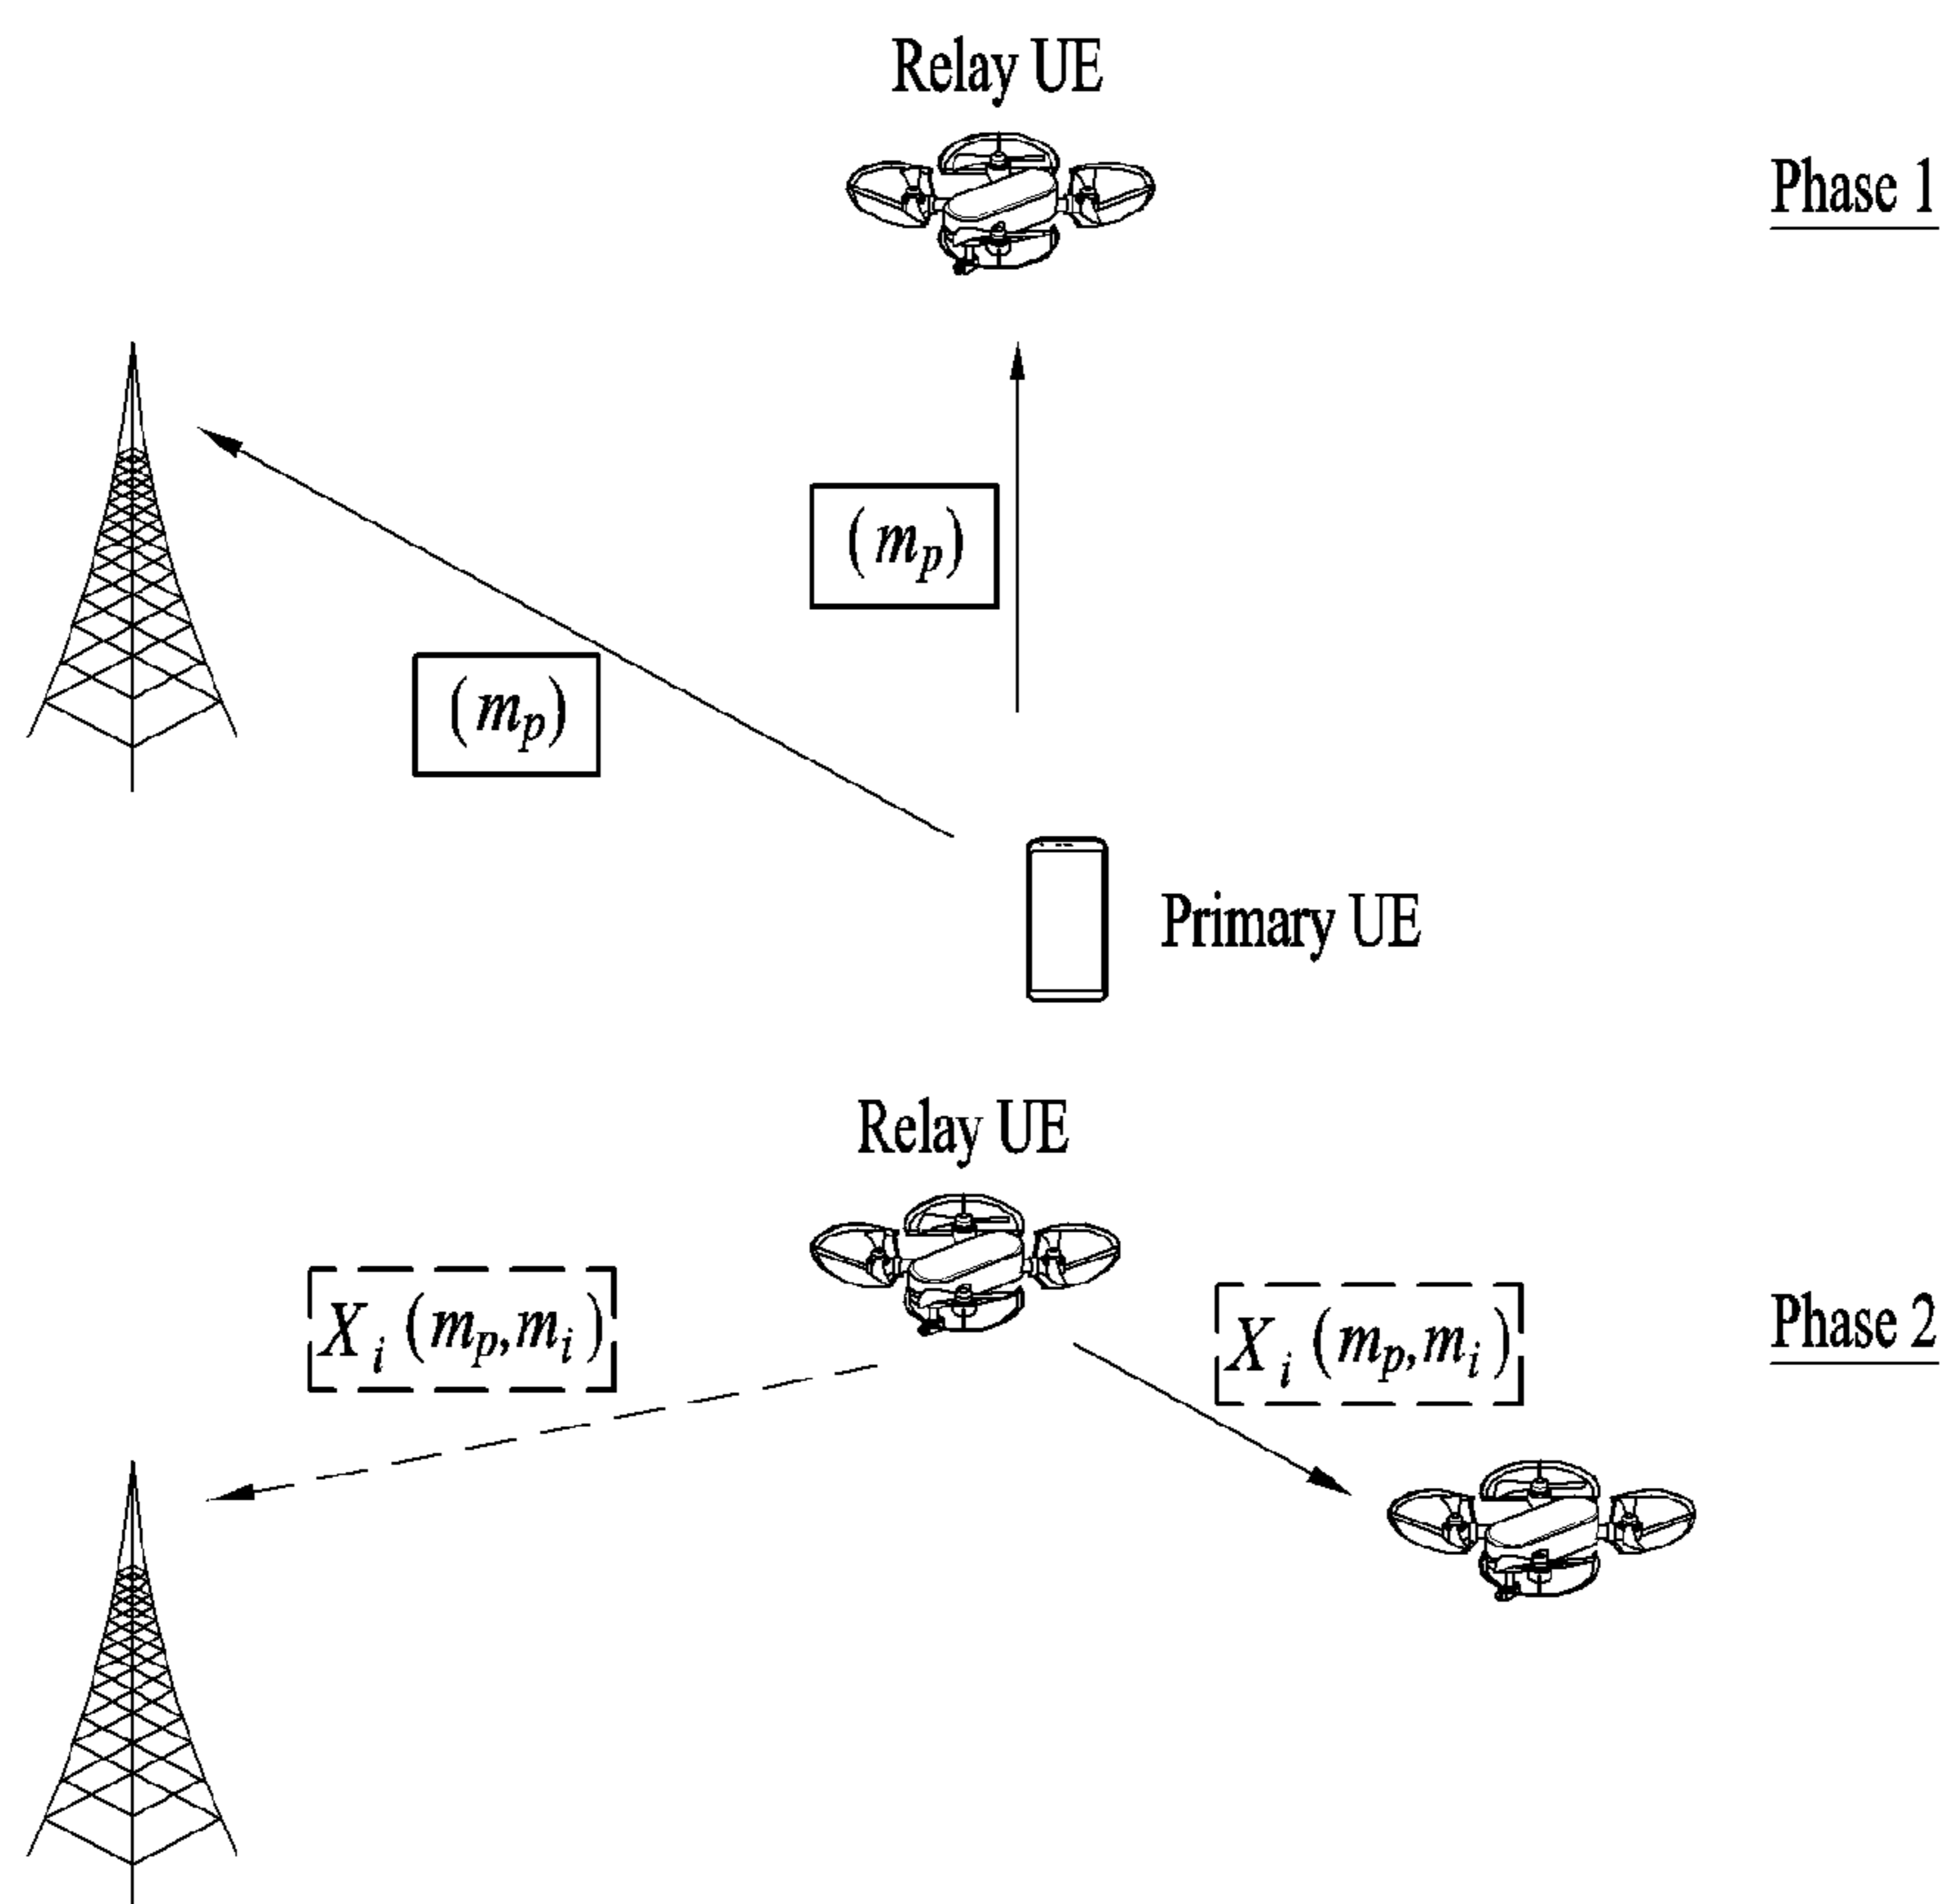 Relay UE
Phase 1
(m_p)
(m_p)
Primary UE
Relay UE
X_i (m_p,m_i)
X_i (m_p,m_i)
Phase 2